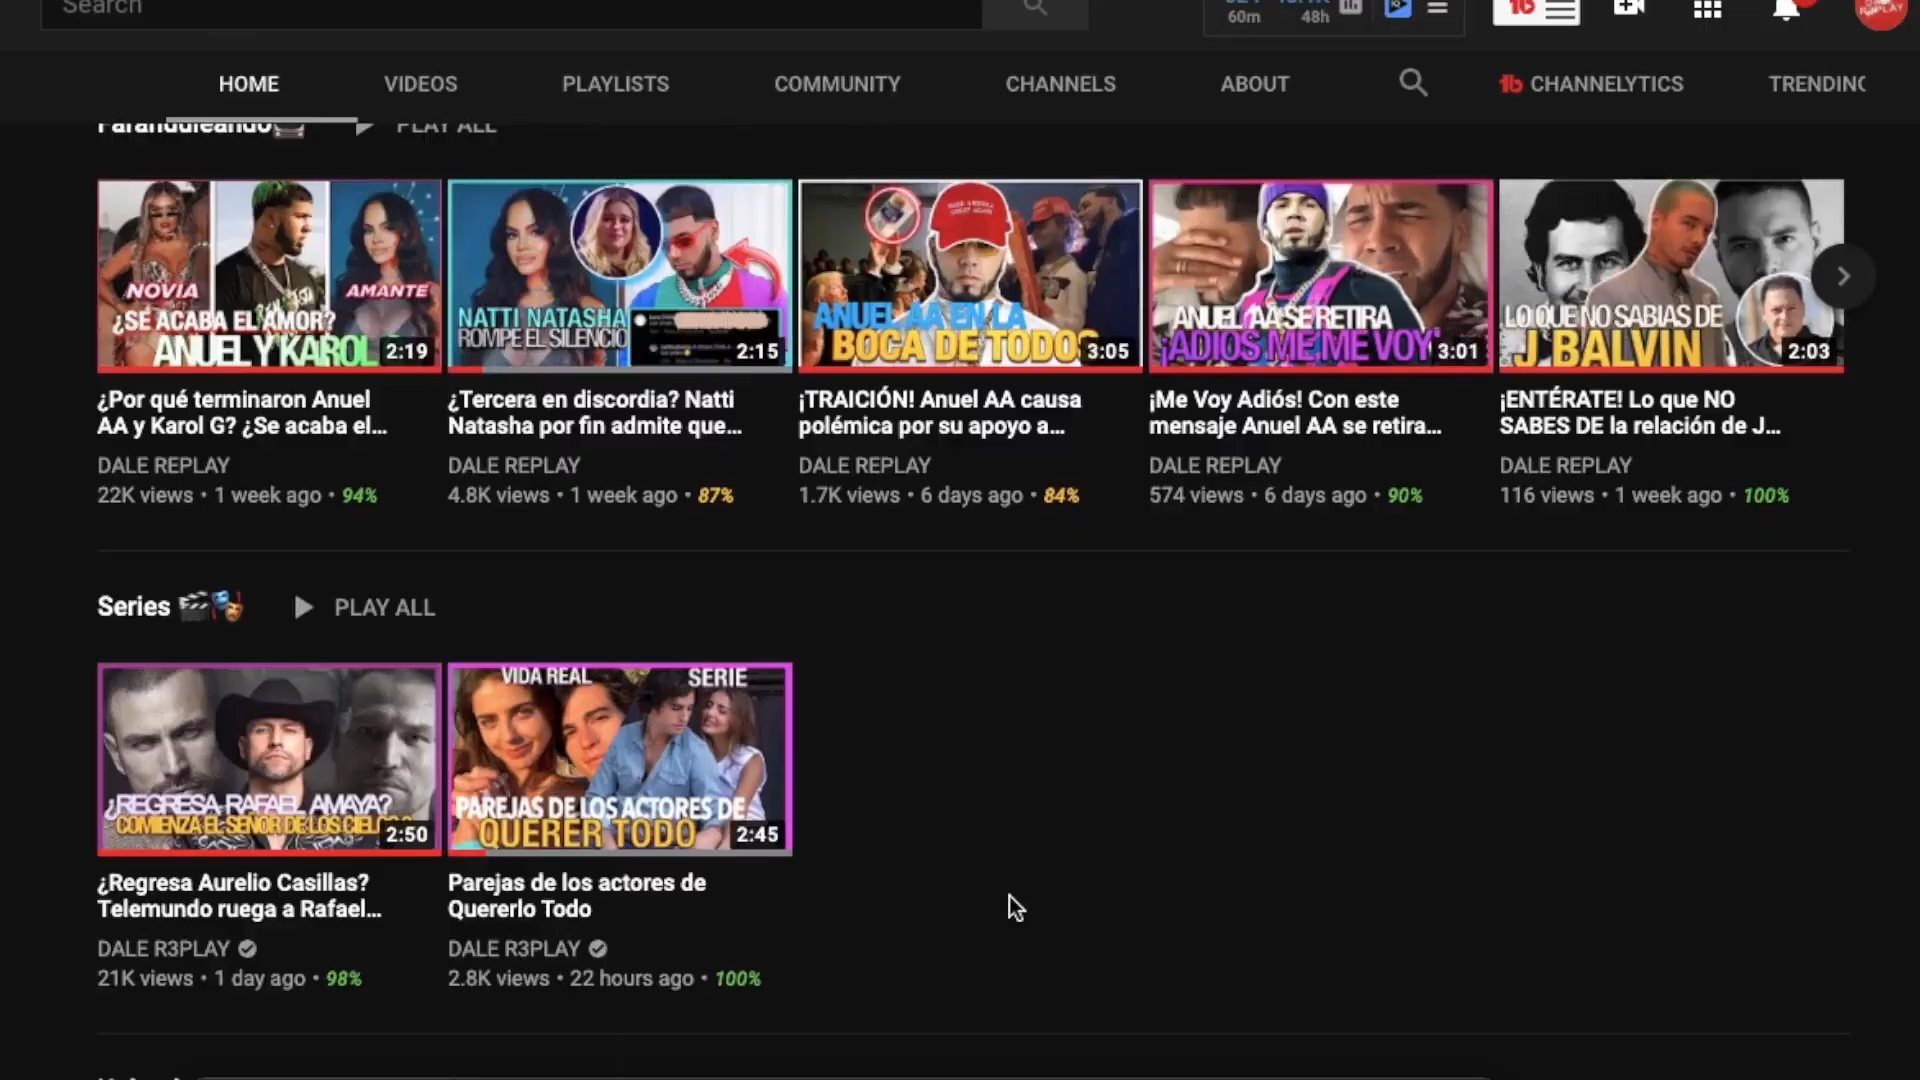 Search
60m 48h
HOME VIDEOS PLAYLISTS COMMUNITY CHANNELS ABOUT CHANNELYTICS TRENDING
Faranduleando PLAY ALL
NOVIA AMANTE
¿SE ACABA EL AMOR?
ANUEL Y KAROL
2:19
NATTI NATASHA
ROMPE EL SILENCIO
2:15
ANUEL AA EN LA
BOCA DE TODOS
3:05
ANUEL AA SE RETIRA
¡ADIOS ME,ME VOY'
3:01
LO QUE NO SABIAS DE
J BALVIN
2:03
¿Por qué terminaron Anuel
AA y Karol G? ¿Se acaba el...
DALE REPLAY
22K views • 1 week ago • 94%
¿Tercera en discordia? Natti
Natasha por fin admite que...
DALE REPLAY
4.8K views • 1 week ago • 87%
¡TRAICIÓN! Anuel AA causa
polémica por su apoyo a...
DALE REPLAY
1.7K views • 6 days ago • 84%
¡Me Voy Adiós! Con este
mensaje Anuel AA se retira...
DALE REPLAY
574 views • 6 days ago • 90%
¡ENTÉRATE! Lo que NO
SABES DE la relación de J...
DALE REPLAY
116 views • 1 week ago • 100%
Series PLAY ALL
¿REGRESA RAFAEL AMAYA?
COMIENZA EL SEÑOR DE LOS CIELOS
2:50
VIDA REAL SERIE
PAREJAS DE LOS ACTORES DE
QUERER TODO
2:45
¿Regresa Aurelio Casillas?
Telemundo ruega a Rafael...
DALE R3PLAY
21K views • 1 day ago • 98%
Parejas de los actores de
Quererlo Todo
DALE R3PLAY
2.8K views • 22 hours ago • 100%